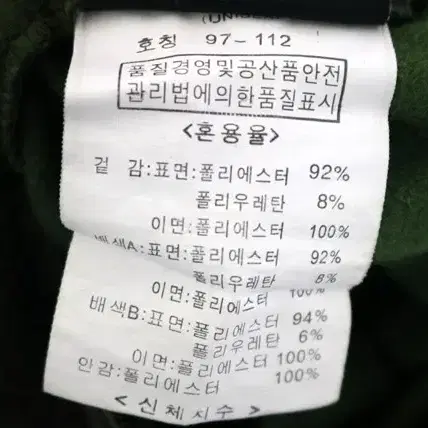 (UNISEX)
호칭 97-112
품질경영및공산품안전
관리법에의한품질표시
<혼용율>
겉 감:표면:폴리에스터 92%
폴리우레탄 8%
이면:폴리에스터 100%
배색A:표면:폴리에스터 92%
폴리우레탄 8%
이면:폴리에스터 100%
배색B:표면:폴리에스터 94%
폴리우레탄 6%
이면:폴리에스터 100%
안감:폴리에스터 100%
<신체치수>